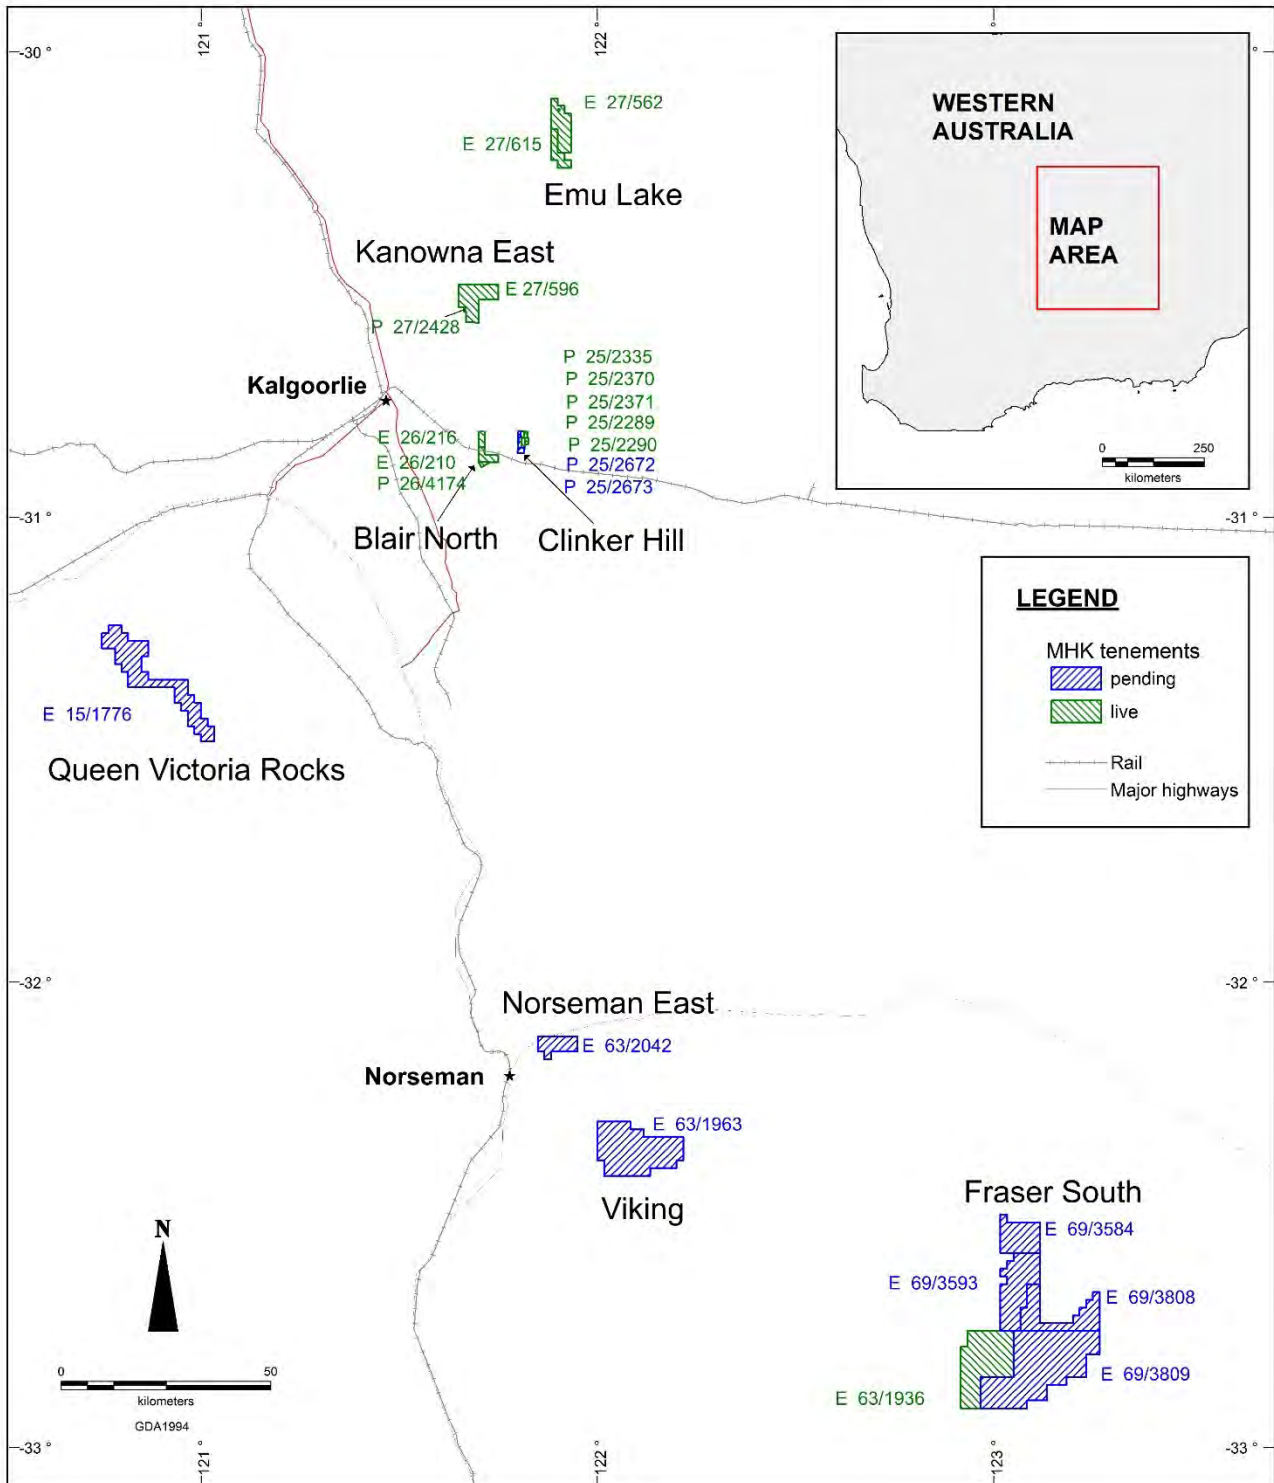 121 °
122 °
-30 °
°
WESTERN
AUSTRALIA
MAP
AREA
0 250
kilometers
E 27/562
E 27/615
Emu Lake
Kanowna East
E 27/596
P 27/2428
P 25/2335
P 25/2370
P 25/2371
P 25/2289
P 25/2290
P 25/2672
P 25/2673
Kalgoorlie
E 26/216
E 26/210
P 26/4174
Blair North
Clinker Hill
-31 °
-31 °
LEGEND
MHK tenements
pending
live
Rail
Major highways
E 15/1776
Queen Victoria Rocks
-32 °
-32 °
Norseman East
E 63/2042
Norseman
E 63/1963
Viking
Fraser South
E 69/3584
E 69/3593
E 69/3808
E 69/3809
E 63/1936
N
0 50
kilometers
GDA1994
-33 °
-33 °
121 °
122 °
123 °